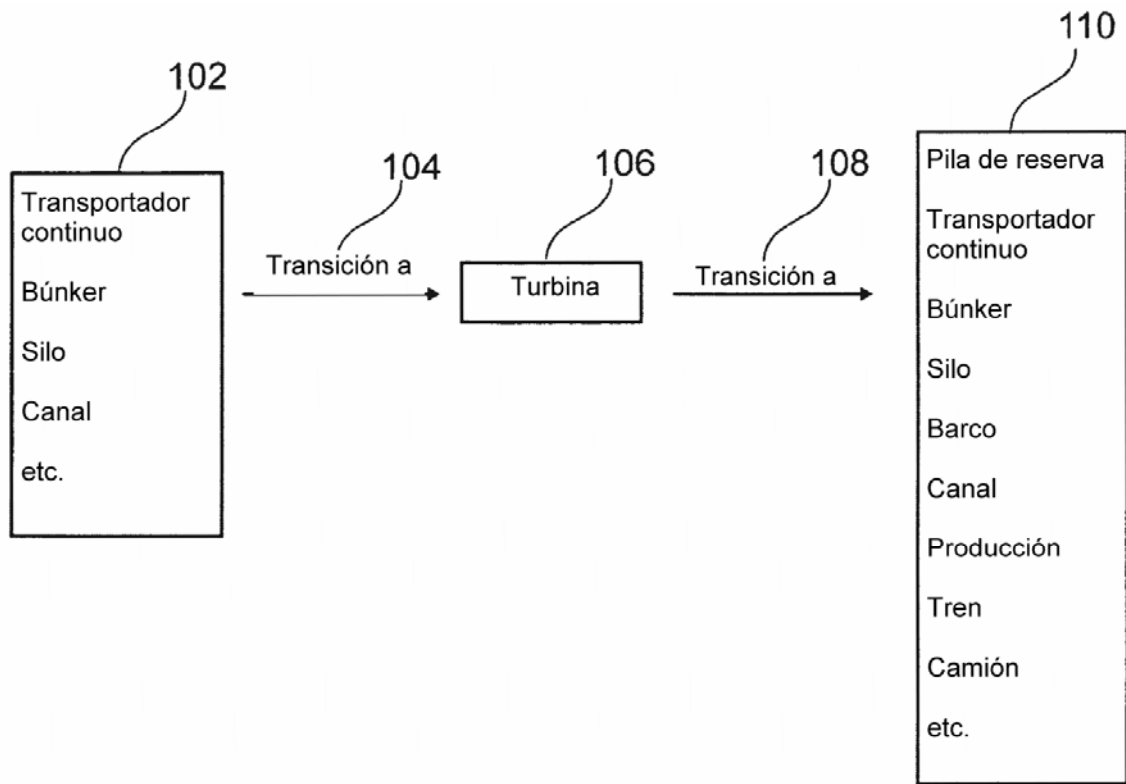 102
Transportador
continuo
Búnker
Silo
Canal
etc.
104
Transición a
106
Turbina
108
Transición a
110
Pila de reserva
Transportador
continuo
Búnker
Silo
Barco
Canal
Producción
Tren
Camión
etc.